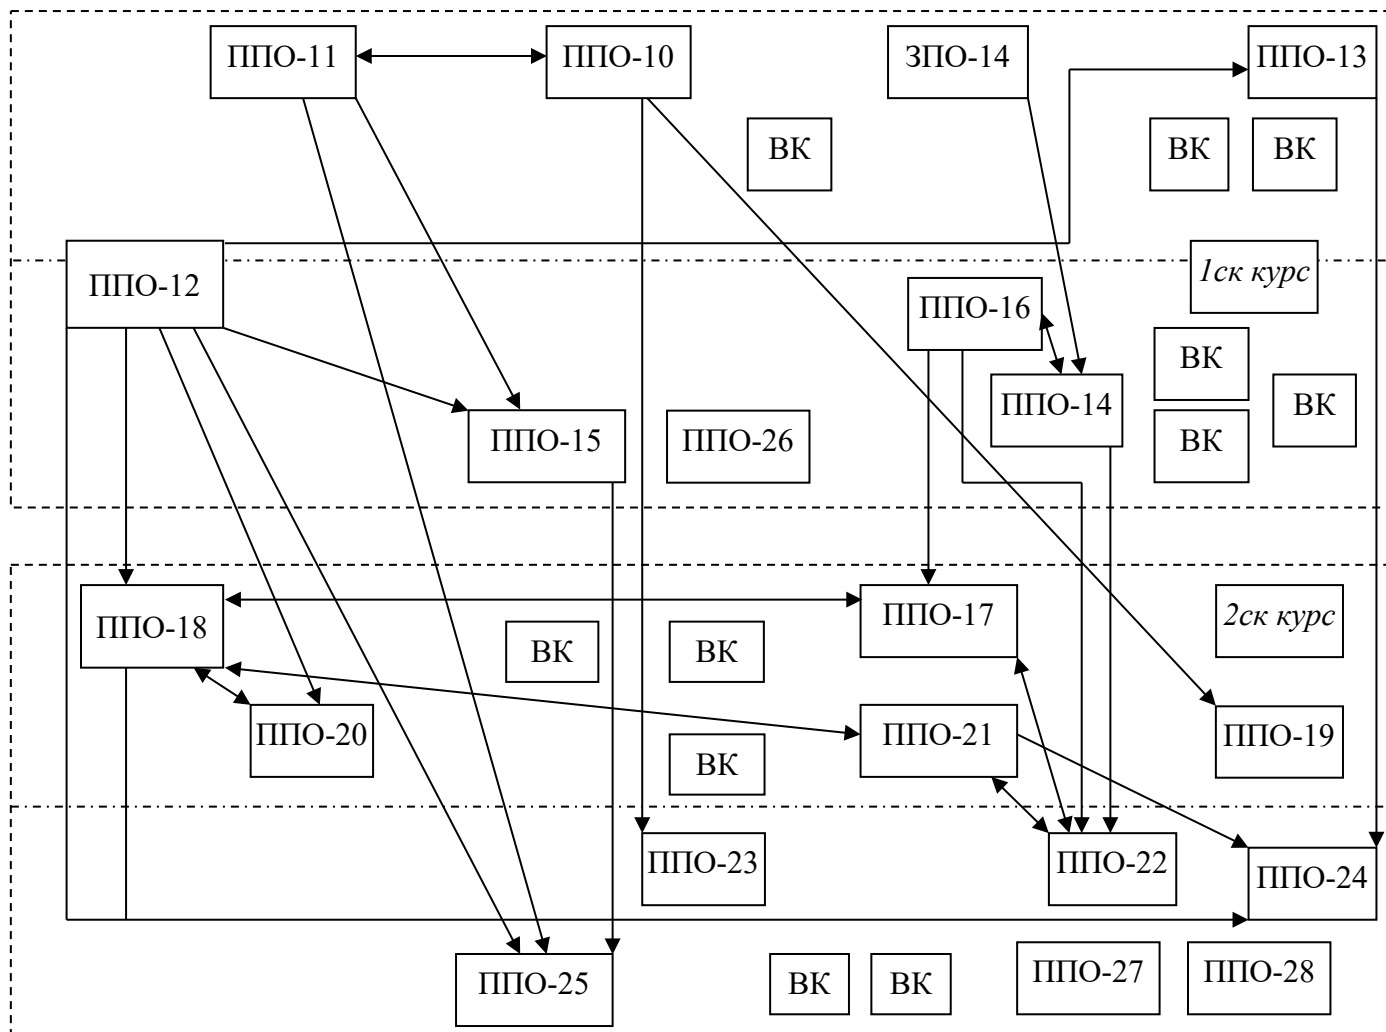 ППО-11
ППО-10
ЗПО-14
ППО-13
ВК
ВК
ВК
ППО-12
1ск курс
ППО-16
ВК
ППО-14
ВК
ППО-15
ППО-26
ВК
ППО-18
ППО-17
2ск курс
ВК
ВК
ППО-20
ППО-21
ППО-19
ВК
ППО-23
ППО-22
ППО-24
ППО-25
ВК
ВК
ППО-27
ППО-28